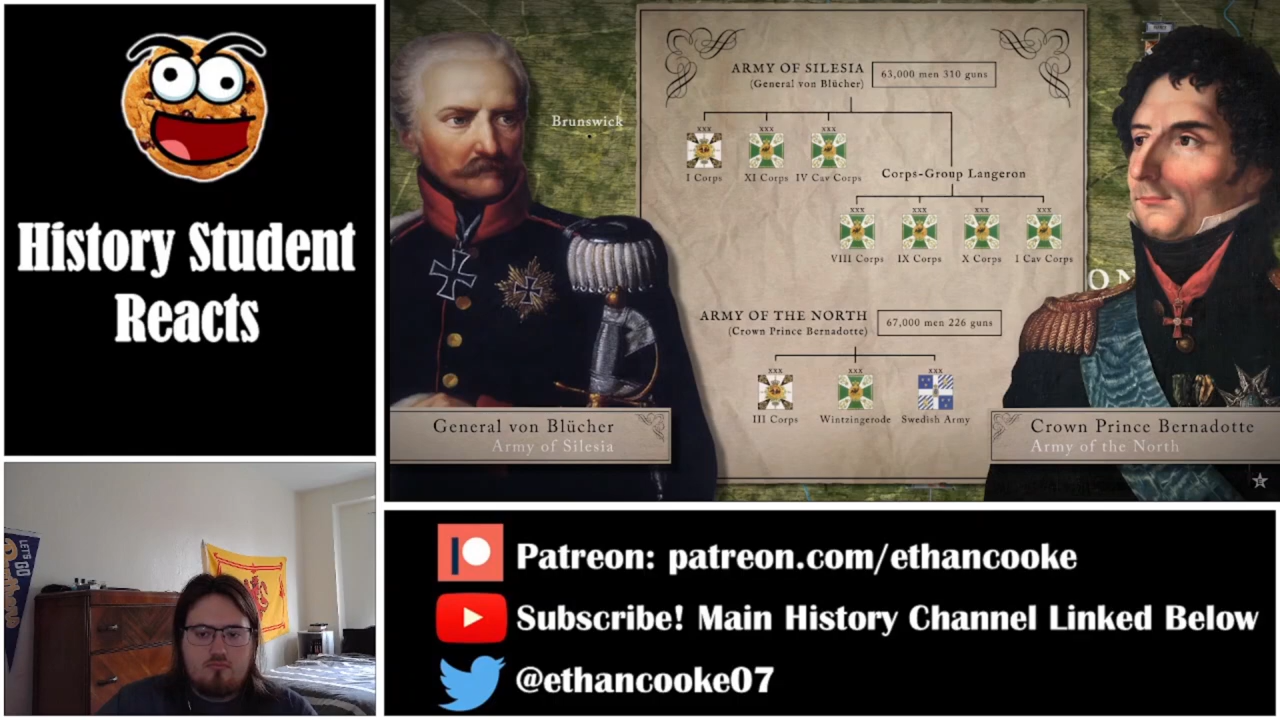 History Student
Reacts
Brunswick
ARMY OF SILESIA
(General von Blücher)
63,000 men 310 guns
xxx
xxx
xxx
I Corps
XI Corps
IV Cav Corps
Corps-Group Langeron
xxx
xxx
xxx
xxx
VIII Corps
IX Corps
X Corps
I Cav Corps
ON
ARMY OF THE NORTH
(Crown Prince Bernadotte)
67,000 men 226 guns
xxx
xxx
xxx
III Corps
Wintzingerode
Swedish Army
General von Blücher
Army of Silesia
Crown Prince Bernadotte
Army of the North
LET'S GO
Patreon: patreon.com/ethancooke
Subscribe! Main History Channel Linked Below
@ethancooke07